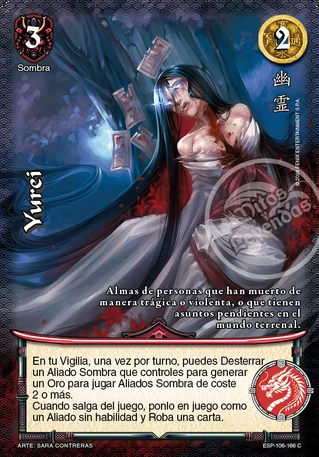 3
2
Sombra
幽霊
© 2024 FENIX ENTERTAINMENT S.P.A.
Mitos y Leyendas
Yurei
Almas de personas que han muerto de
manera trágica o violenta, o que tienen
asuntos pendientes en el
mundo terrenal.
En tu Vigilia, una vez por turno, puedes Desterrar
un Aliado Sombra que controles para generar
un Oro para jugar Aliados Sombra de coste
2 o más.
Cuando salga del juego, ponlo en juego como
un Aliado sin habilidad y Roba una carta.
ARTE: SARA CONTRERAS
ESP-106-166 C